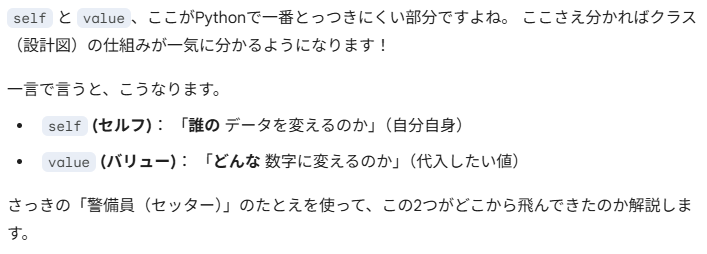 self と value 、ここがPythonで一番とっつきにくい部分ですよね。 ここさえ分かればクラス
（設計図）の仕組みが一気に分かるようになります！
一言で言うと、こうなります。
• self (セルフ)： 「誰の データを変えるのか」（自分自身）
• value (バリュー)： 「どんな 数字に変えるのか」（代入したい値）
さっきの「警備員（セッター）」のたとえを使って、この2つがどこから飛んできたのか解説しま
す。